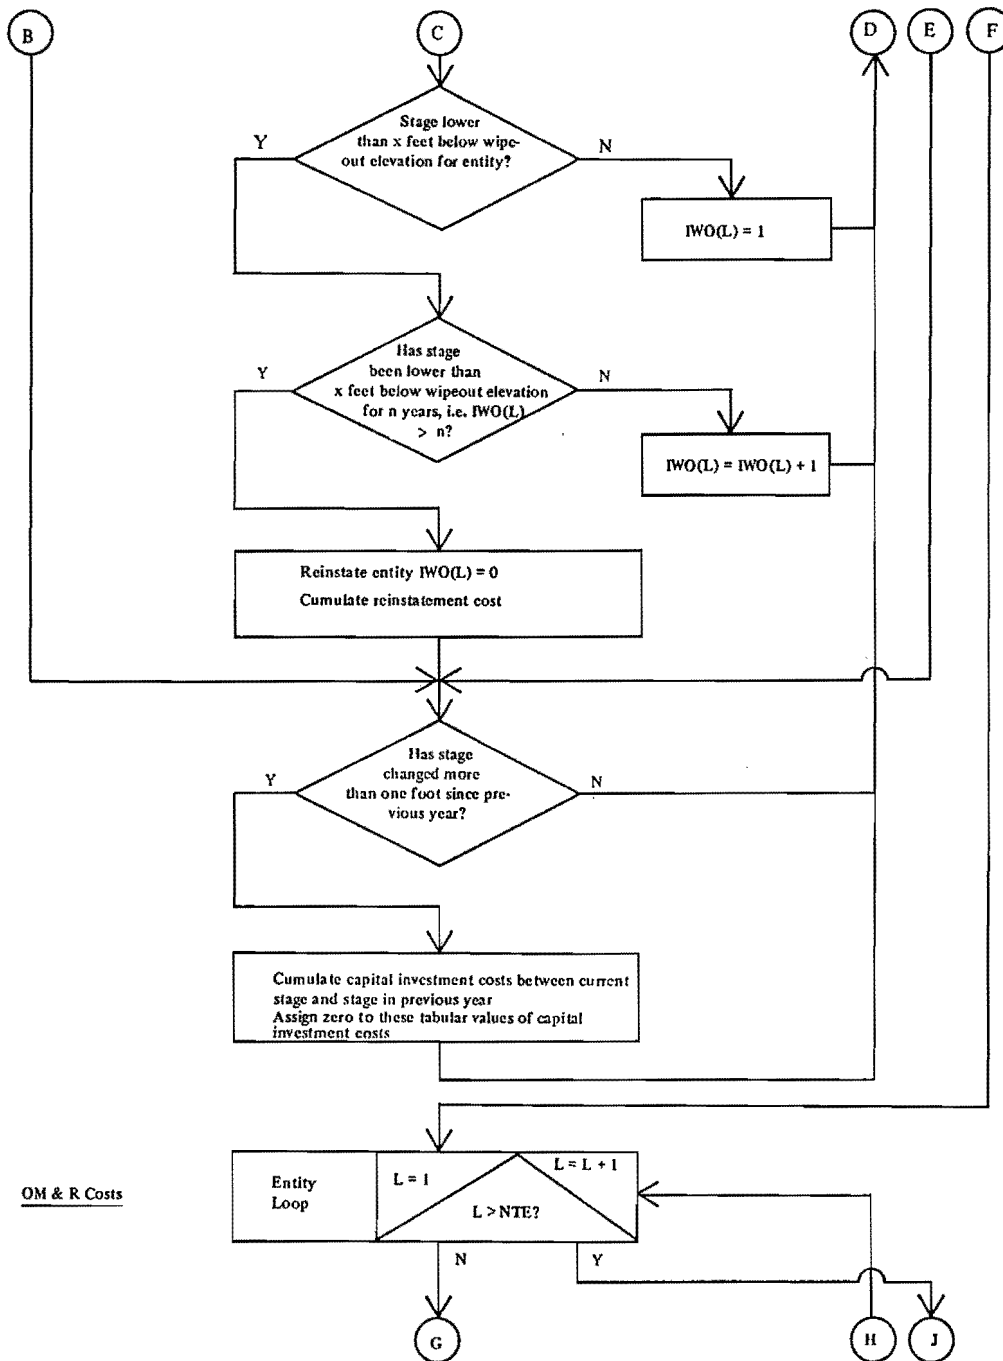 B
C
D
E
F
Stage lower
than x feet below wipe-
out elevation for entity?
Y
N
IWO(L) = 1
Has stage
been lower than
x feet below wipeout elevation
for n years, i.e. IWO(L)
> n?
Y
N
IWO(L) = IWO(L) + 1
Reinstate entity IWO(L) = 0
Cumulate reinstatement cost
Has stage
changed more
than one foot since pre-
vious year?
Y
N
Cumulate capital investment costs between current
stage and stage in previous year
Assign zero to these tabular values of capital
investment costs
OM & R Costs
Entity
Loop
L = 1
L = L + 1
L > NTE?
N
Y
G
H
J